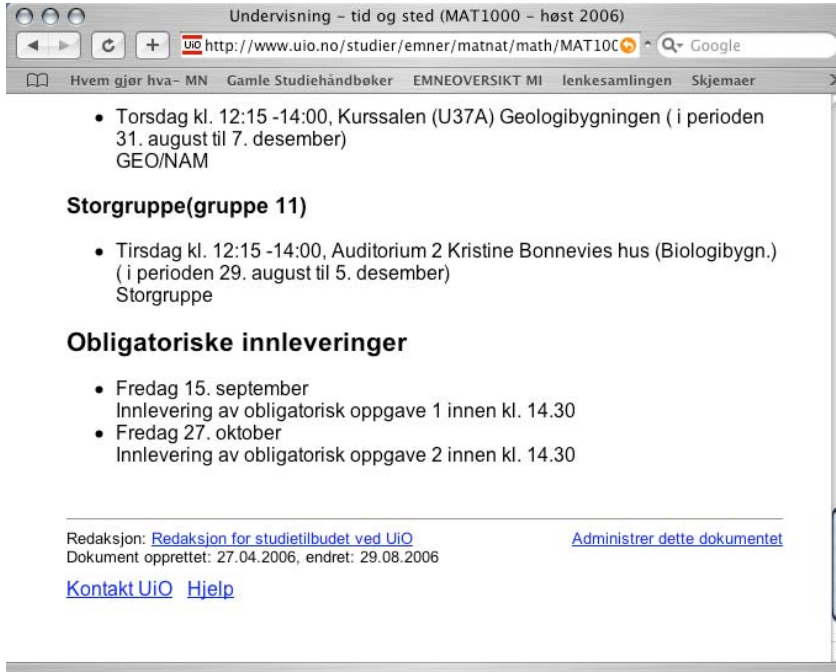 Undervisning – tid og sted (MAT1000 – høst 2006)
UiO http://www.uio.no/studier/emner/matnat/math/MAT10C Google
Hvem gjør hva– MN Gamle Studiehåndbøker EMNEOVERSIKT MI lenkesamlingen Skjemaer
• Torsdag kl. 12:15 -14:00, Kurssalen (U37A) Geologibygningen ( i perioden
31. august til 7. desember)
GEO/NAM
Storgruppe(gruppe 11)
• Tirsdag kl. 12:15 -14:00, Auditorium 2 Kristine Bonnevies hus (Biologibygn.)
( i perioden 29. august til 5. desember)
Storgruppe
Obligatoriske innleveringer
• Fredag 15. september
Innlevering av obligatorisk oppgave 1 innen kl. 14.30
• Fredag 27. oktober
Innlevering av obligatorisk oppgave 2 innen kl. 14.30
Redaksjon: Redaksjon for studietilbudet ved UiO Administrer dette dokumentet
Dokument opprettet: 27.04.2006, endret: 29.08.2006
Kontakt UiO Hjelp